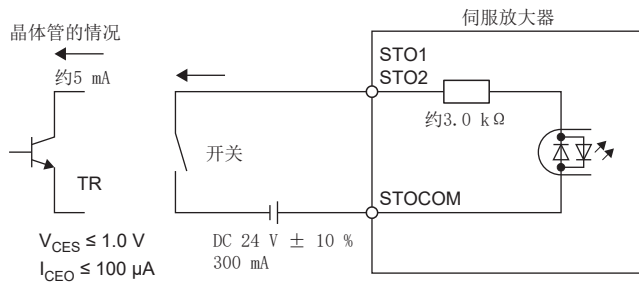 伺服放大器
晶体管的情况
约5 mA
STO1
STO2
约3.0 kΩ
开关
TR
STOCOM
V_CES ≤ 1.0 V
I_CEO ≤ 100 μA
DC 24 V ± 10 %
300 mA